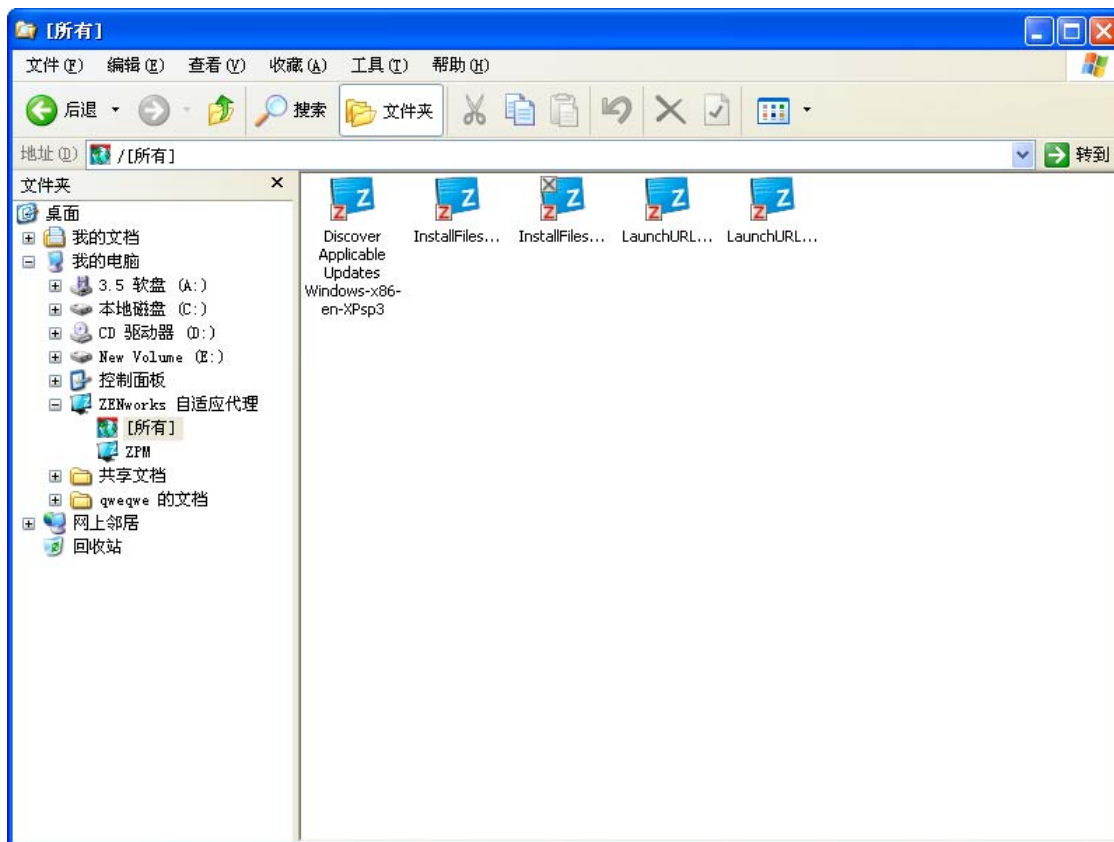 [所有]
文件(F) 编辑(E) 查看(V) 收藏(A) 工具(T) 帮助(H)
后退 搜索 文件夹
地址(D) /[所有] 转到
文件夹
桌面
我的文档
我的电脑
3.5 软盘 (A:)
本地磁盘 (C:)
CD 驱动器 (D:)
New Volume (E:)
控制面板
ZENworks 自适应代理
[所有]
ZPM
共享文档
qweqwe 的文档
网上邻居
回收站
Discover
Applicable
Updates
Windows-x86-
en-XPsp3
InstallFiles...
InstallFiles...
LaunchURL...
LaunchURL...